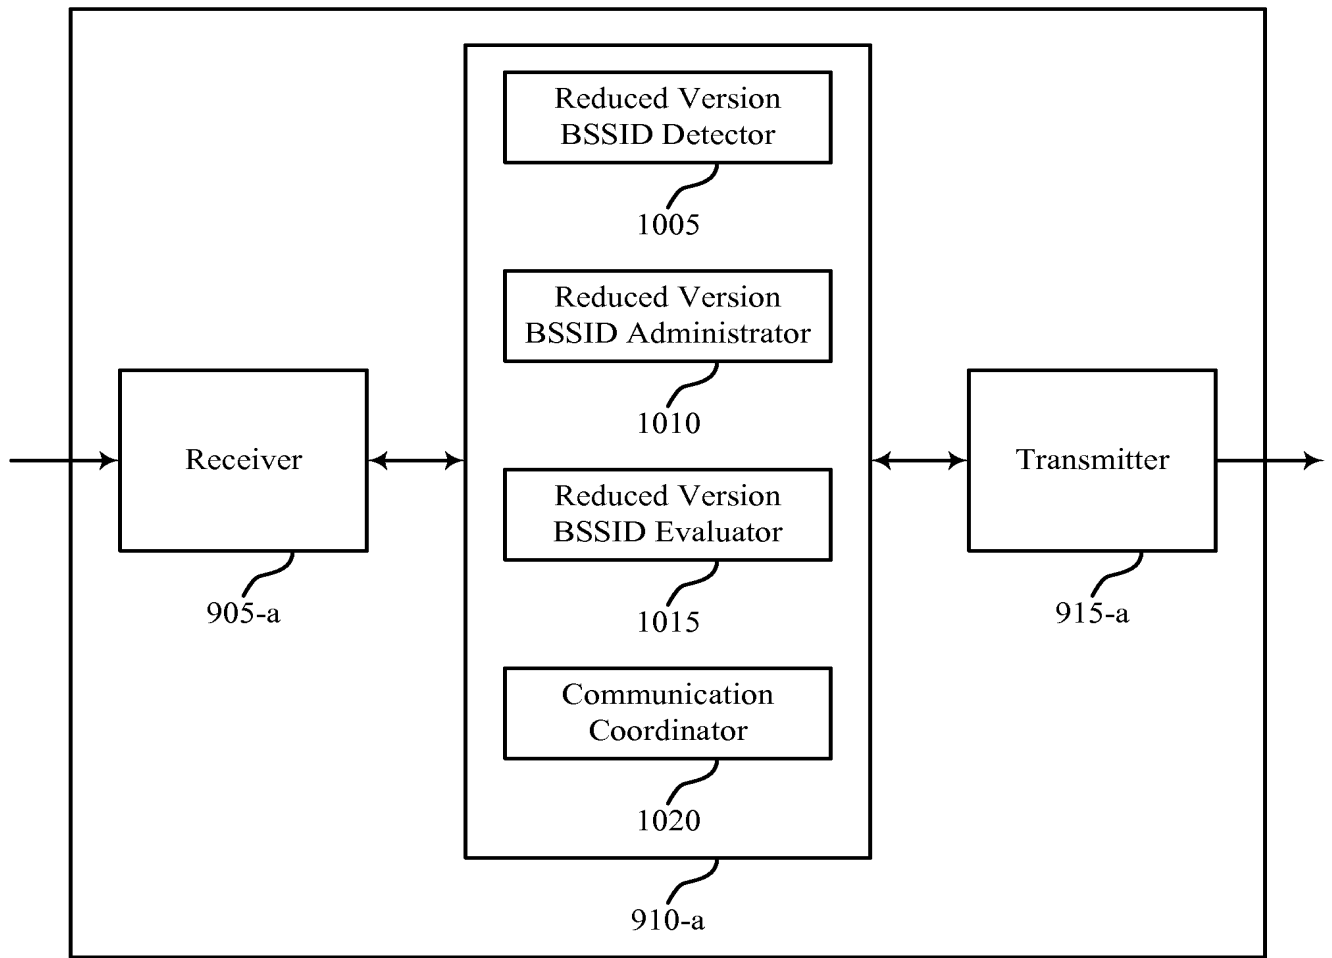 Reduced Version
BSSID Detector
1005
Reduced Version
BSSID Administrator
1010
Receiver
905-a
Reduced Version
BSSID Evaluator
1015
Transmitter
915-a
Communication
Coordinator
1020
910-a